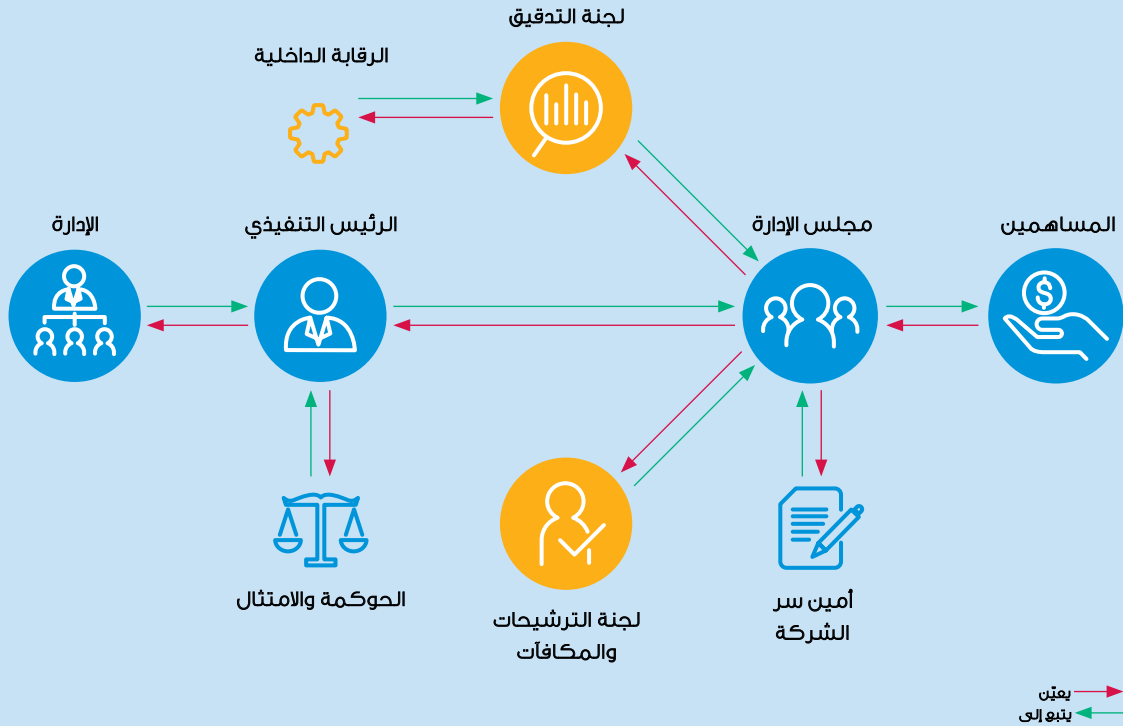 لجنة التدقيق
الرقابة الداخلية
المساهمين
مجلس الإدارة
الرئيس التنفيذي
الإدارة
$
أمين سر
الشركة
لجنة الترشيحات
والمكافآت
الحوكمة والامتثال
يعيّن
يتبع إلى